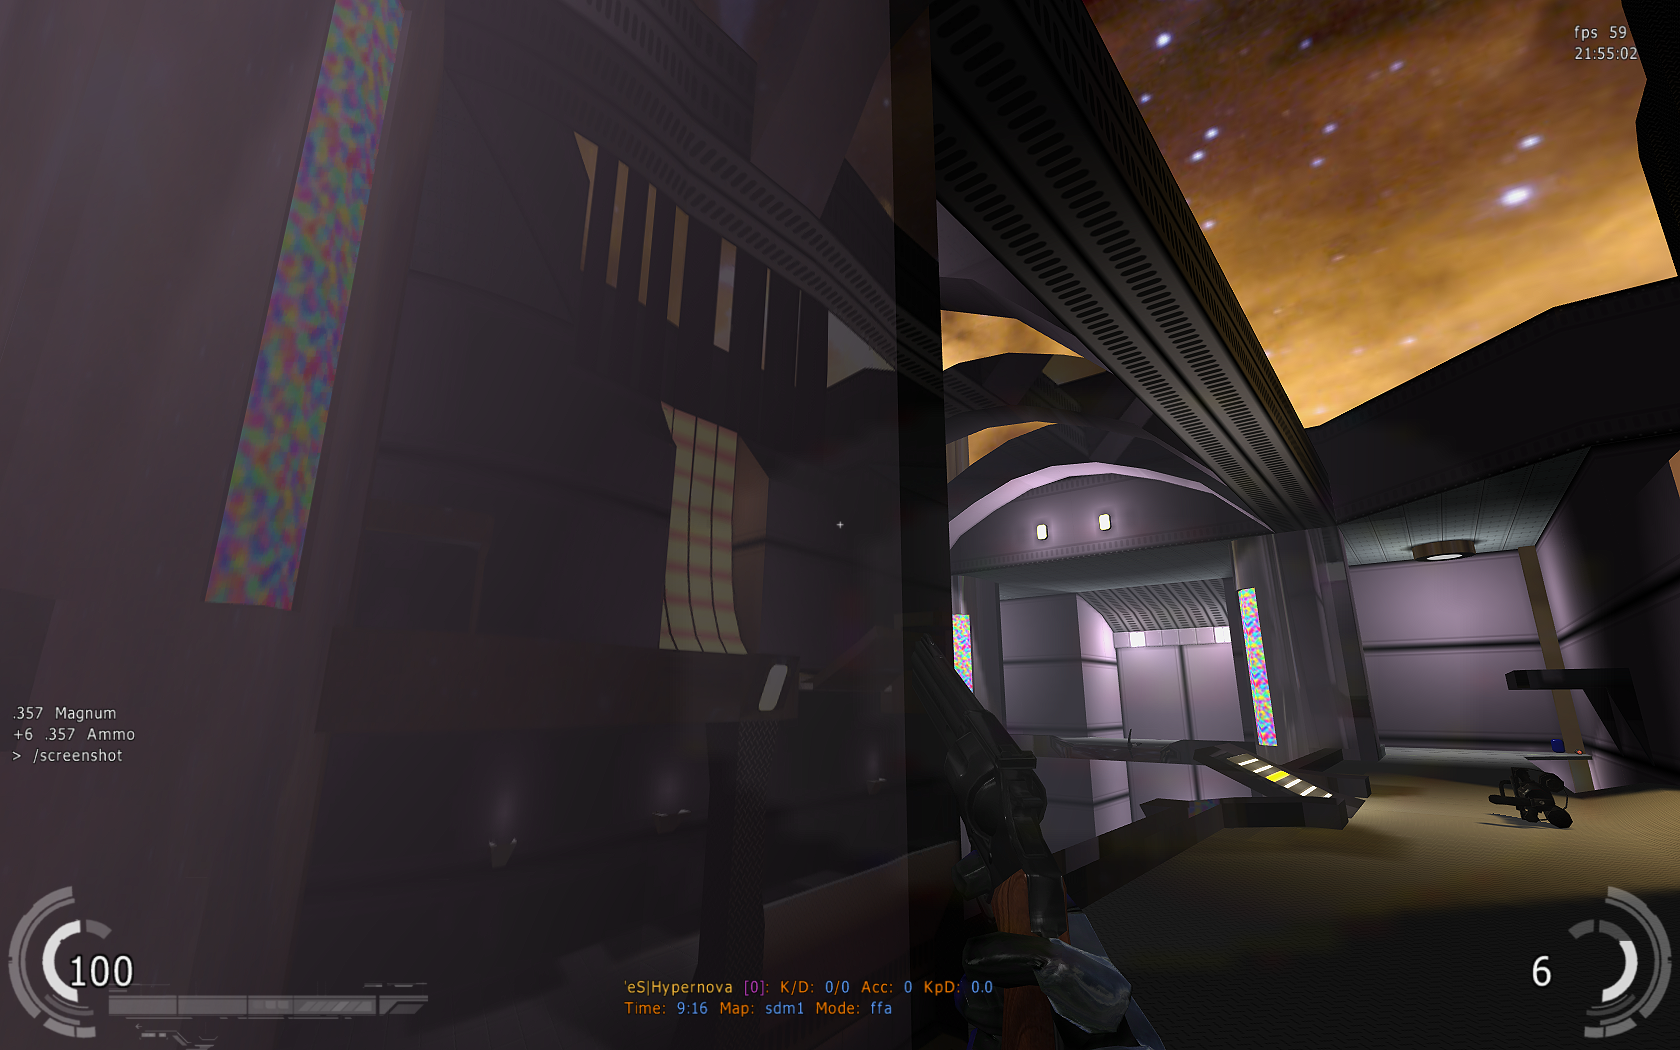 fps 59
21:55:02
.357 Magnum
+6 .357 Ammo
> /screenshot
100
6
'eS|Hypernova [0]: K/D: 0/0 Acc: 0 KpD: 0.0
Time: 9:16 Map: sdm1 Mode: ffa